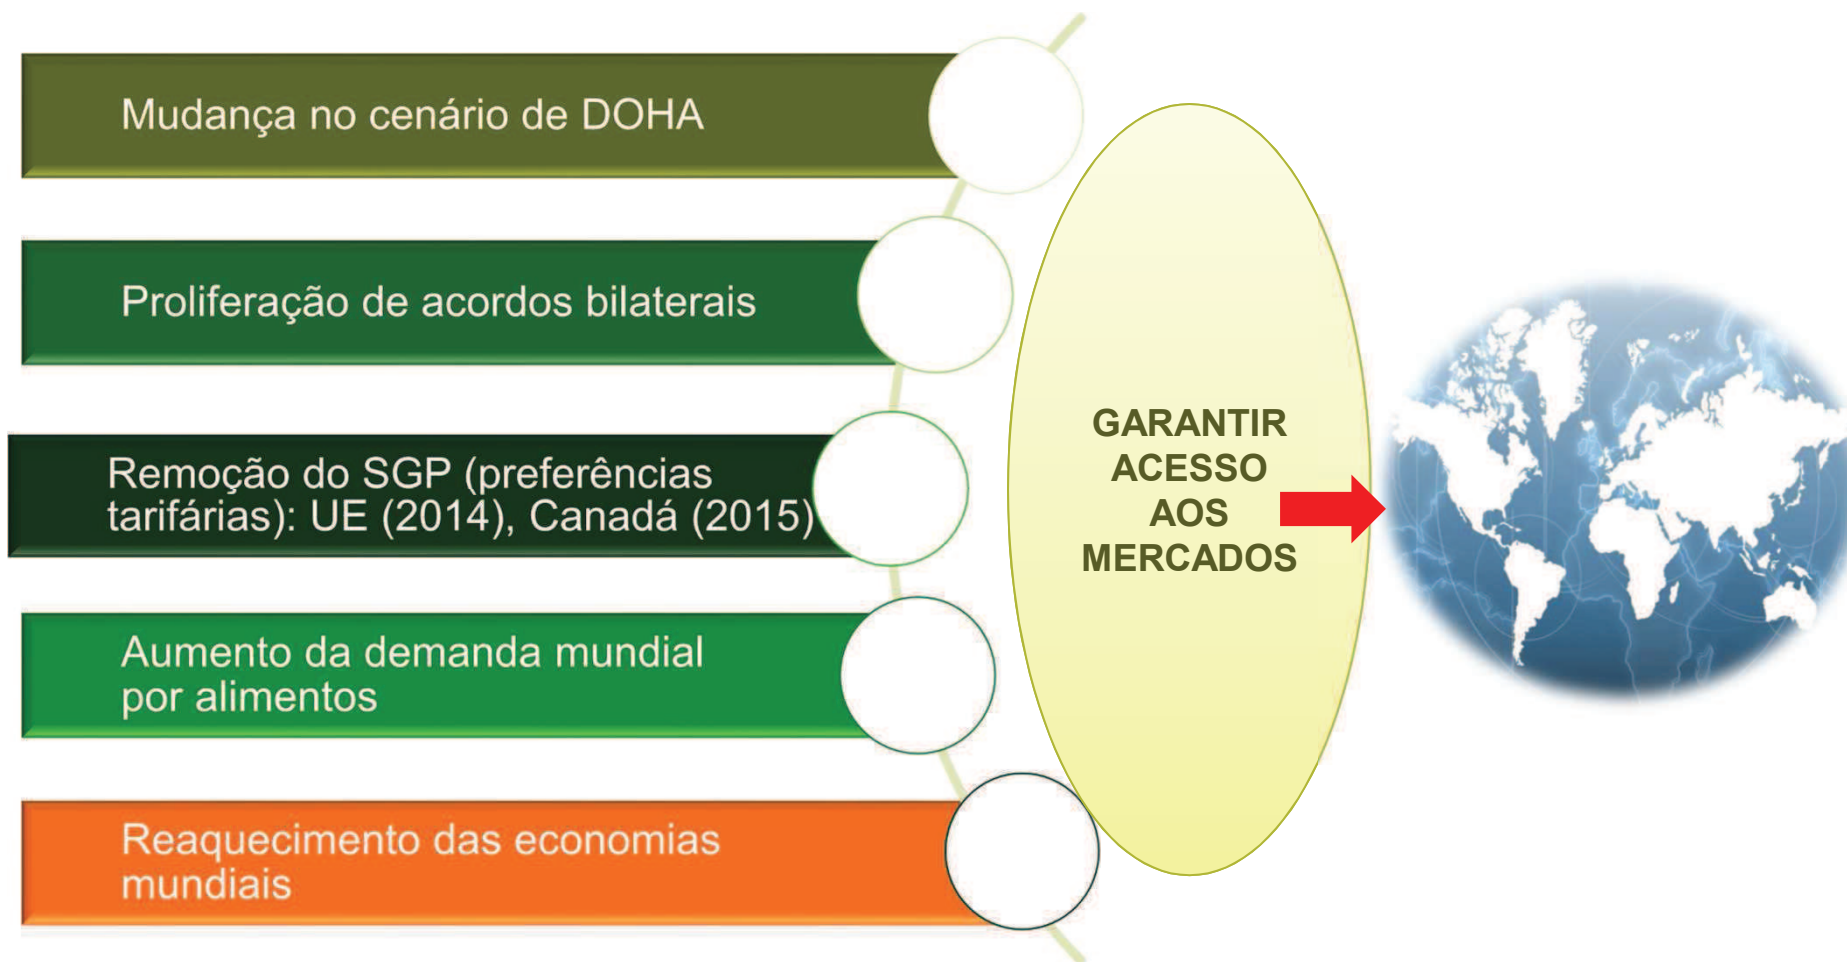 Mudança no cenário de DOHA
Proliferação de acordos bilaterais
Remoção do SGP (preferências
tarifárias): UE (2014), Canadá (2015)
Aumento da demanda mundial
por alimentos
Reaquecimento das economias
mundiais
GARANTIR
ACESSO
AOS
MERCADOS